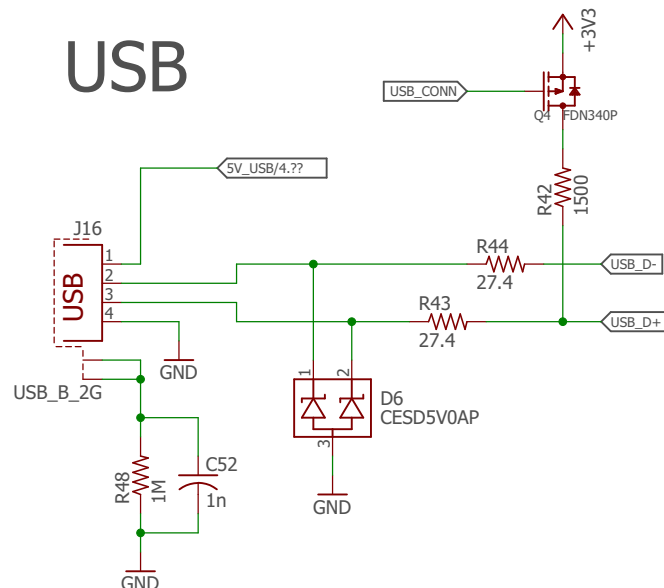 USB
+3V3
USB_CONN
Q4
FDN340P
5V_USB/4.??
R42
1500
J16
1
2
3
4
USB
R44
27.4
USB_D-
R43
27.4
USB_D+
GND
USB_B_2G
1
2
3
D6
CESD5V0AP
R48
1M
C52
1n
GND
GND